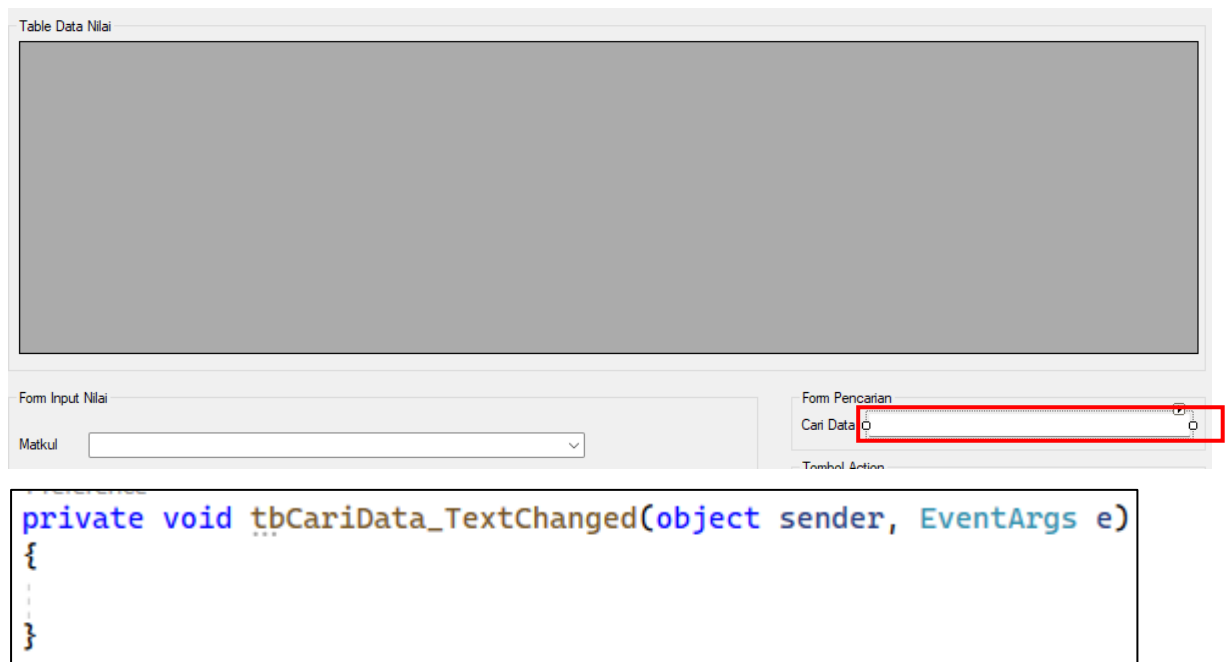 Table Data Nilai
Form Input Nilai
Form Pencarian
Cari Data
Matkul
Tombol Action
private void tbCariData_TextChanged(object sender, EventArgs e)
{
}